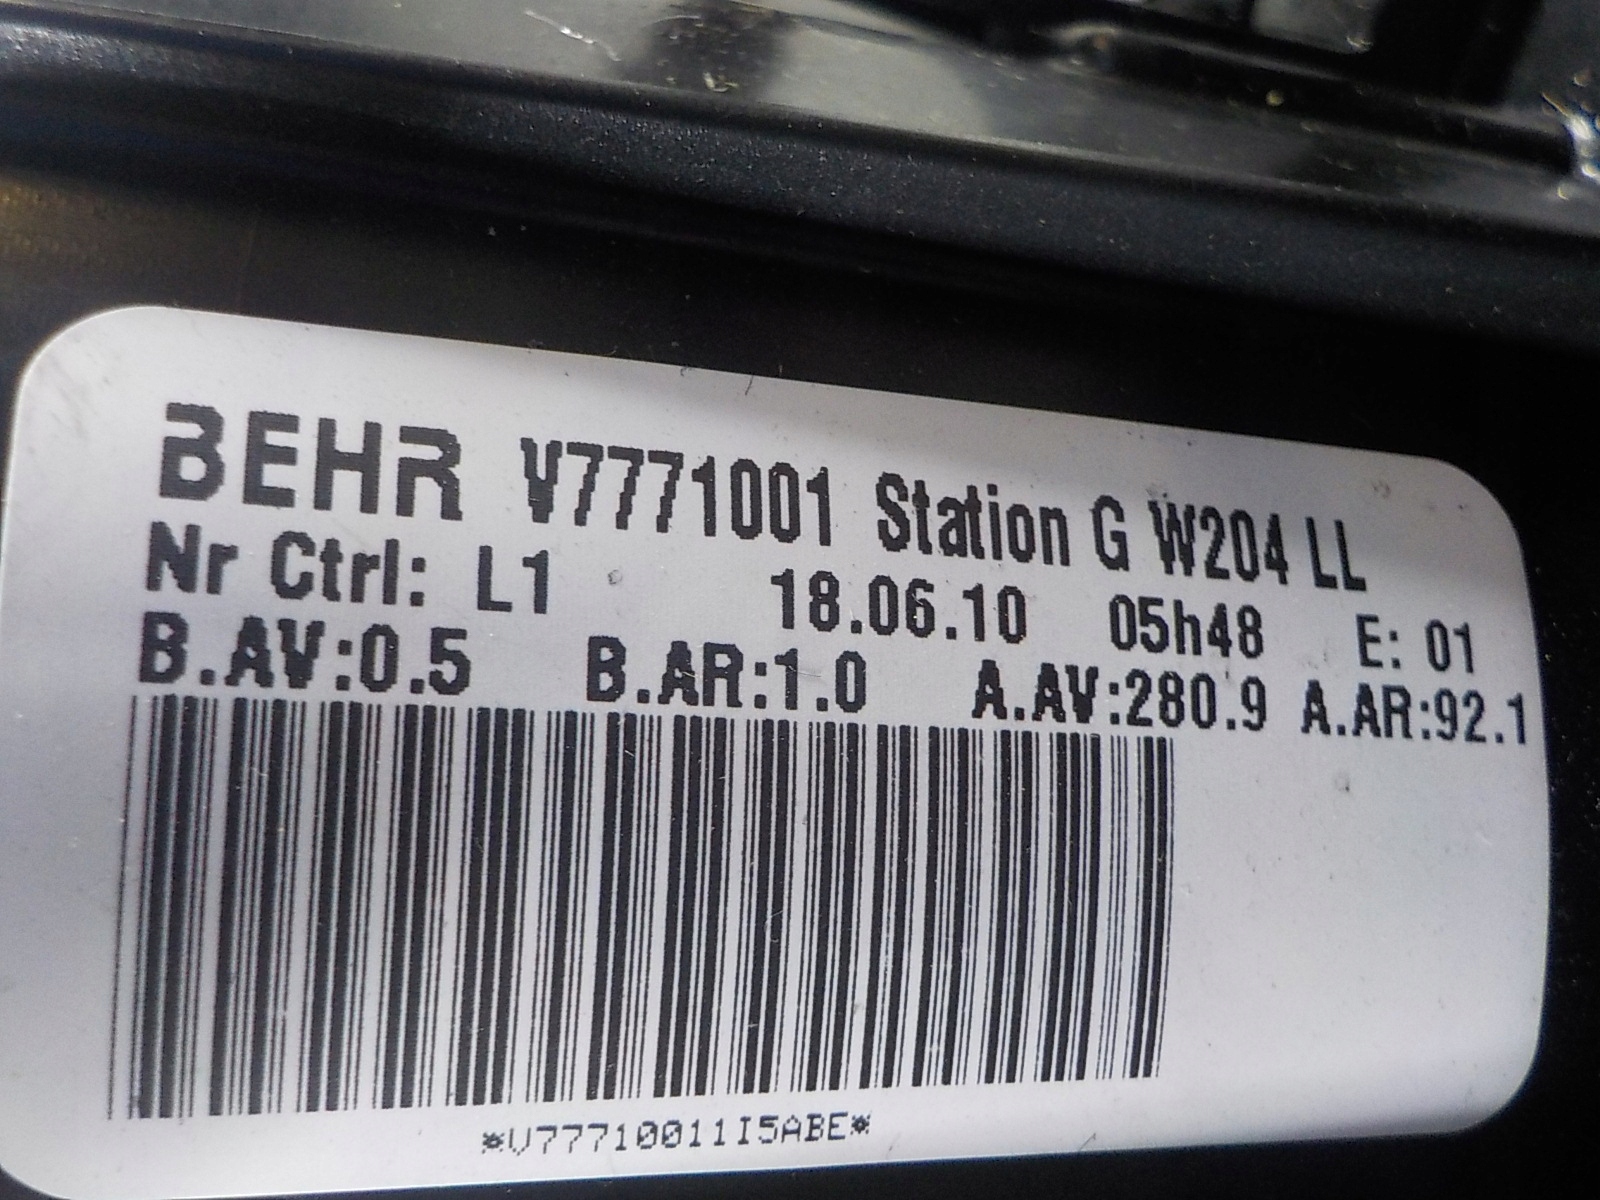 BEHR V7771001 Station G W204 LL
Nr Ctrl: L1 18.06.10 05h48 E: 01
B.AV:0.5 B.AR:1.0 A.AV:280.9 A.AR:92.1
*V77710011I5ABE*